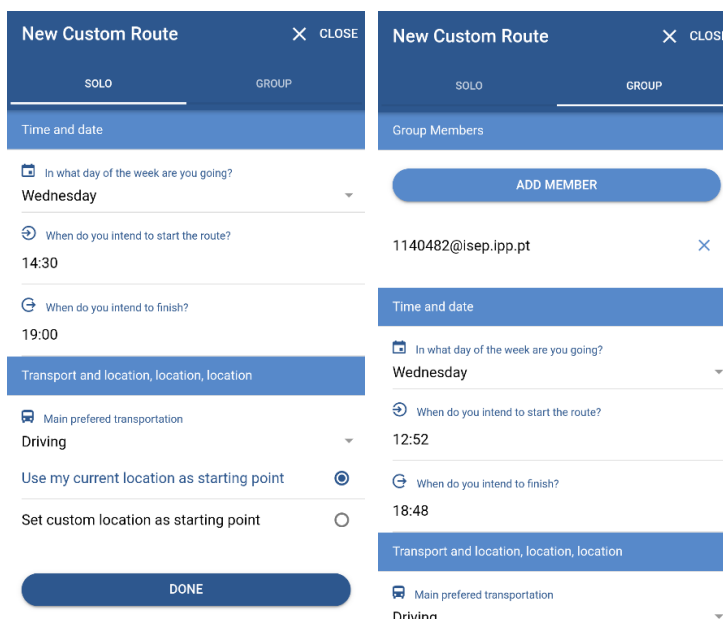 New Custom Route
CLOSE
SOLO
GROUP
Time and date
In what day of the week are you going?
Wednesday
When do you intend to start the route?
14:30
When do you intend to finish?
19:00
Transport and location, location, location
Main prefered transportation
Driving
Use my current location as starting point
Set custom location as starting point
DONE
New Custom Route
CLOSE
SOLO
GROUP
Group Members
ADD MEMBER
1140482@isep.ipp.pt
Time and date
In what day of the week are you going?
Wednesday
When do you intend to start the route?
12:52
When do you intend to finish?
18:48
Transport and location, location, location
Main prefered transportation
Driving